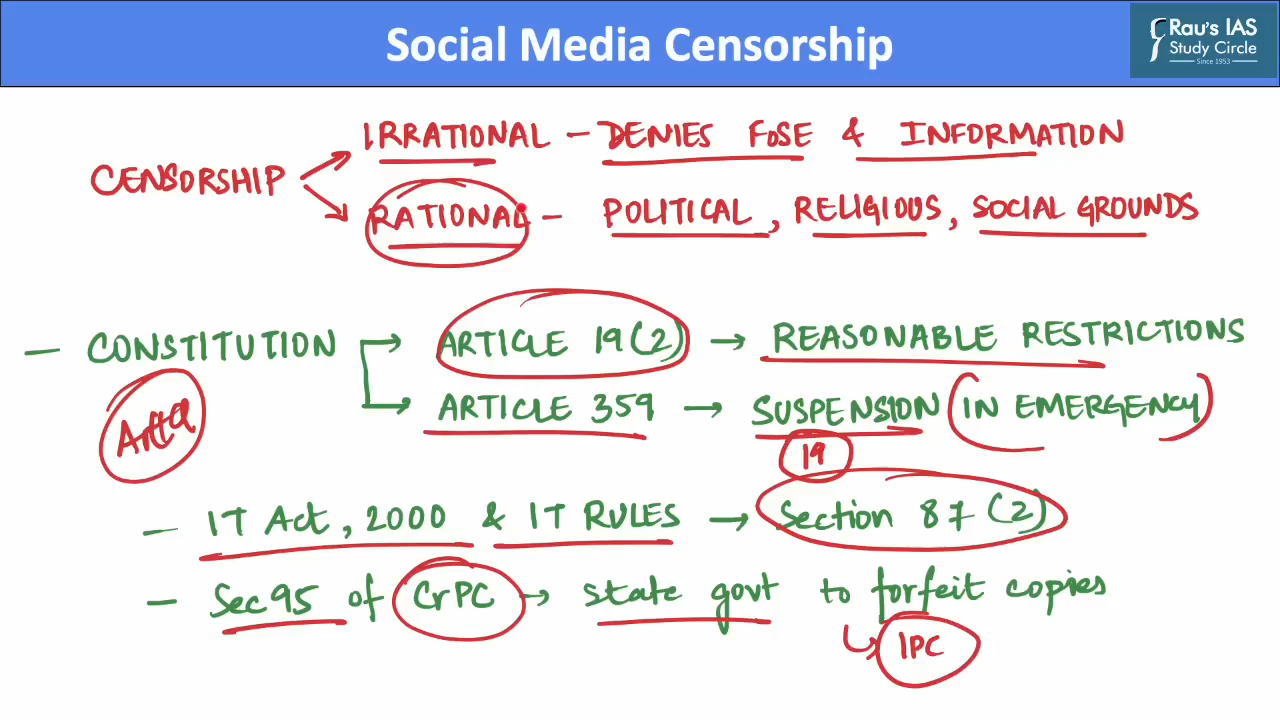 Social Media Censorship
Rau's IAS
Study Circle
Since 1953
IRRATIONAL - DENIES FOSE & INFORMATION
CENSORSHIP
RATIONAL - POLITICAL, RELIGIOUS, SOCIAL GROUNDS
- CONSTITUTION → ARTICLE 19(2) → REASONABLE RESTRICTIONS
→ ARTICLE 359 → SUSPENSION (IN EMERGENCY)
19
- IT Act, 2000 & IT RULES → Section 87(2)
- Sec 95 of CrPC → state govt to forfeit copies
IPC